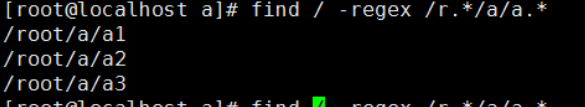 [root@localhost a]# find / -regex /r.*/a/a.*
/root/a/a1
/root/a/a2
/root/a/a3
[root@localhost a]# find / -regex /r.*/a/a.*